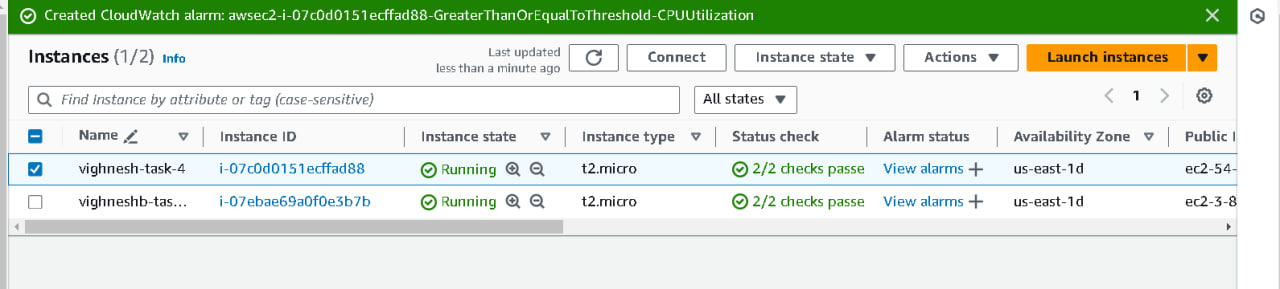 Created CloudWatch alarm: awsec2-i-07c0d0151ecffad88-GreaterThanOrEqualToThreshold-CPUUtilization
Instances (1/2) Info
Last updated
less than a minute ago
Connect
Instance state
Actions
Launch instances
Find Instance by attribute or tag (case-sensitive)
All states
1
Name Instance ID Instance state Instance type Status check Alarm status Availability Zone Public I
vighnesh-task-4 i-07c0d0151ecffad88 Running t2.micro 2/2 checks passe View alarms + us-east-1d ec2-54-
vighneshb-tas... i-07ebae69a0f0e3b7b Running t2.micro 2/2 checks passe View alarms + us-east-1d ec2-3-8